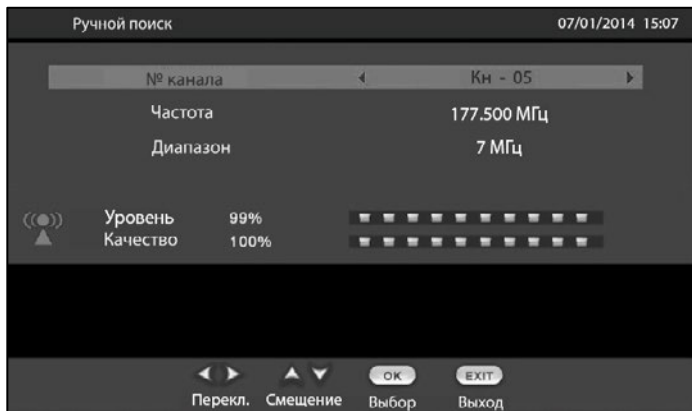 Ручной поиск 07/01/2014 15:07
№ канала Кн - 05
Частота 177.500 МГц
Диапазон 7 МГц
Уровень 99%
Качество 100%
OK EXIT
Перекл. Смещение Выбор Выход